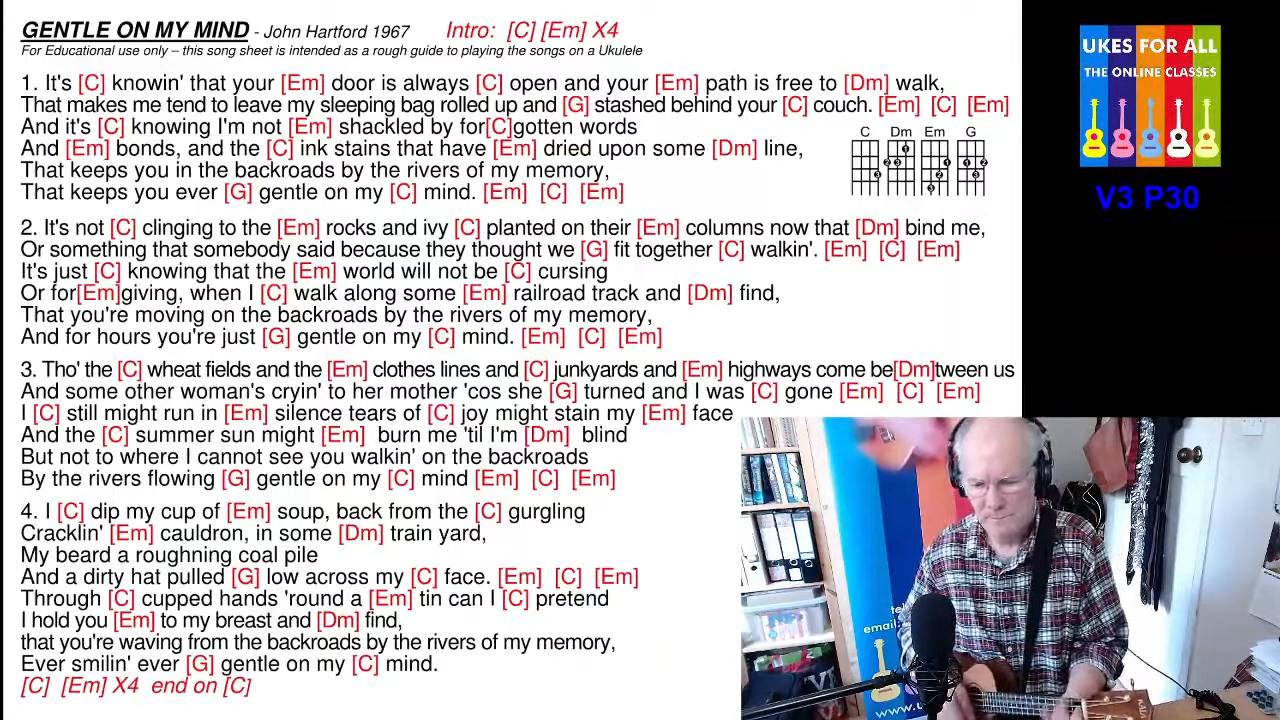 GENTLE ON MY MIND - John Hartford 1967 Intro: [C] [Em] X4
For Educational use only – this song sheet is intended as a rough guide to playing the songs on a Ukulele
1. It's [C] knowin' that your [Em] door is always [C] open and your [Em] path is free to [Dm] walk,
That makes me tend to leave my sleeping bag rolled up and [G] stashed behind your [C] couch. [Em] [C] [Em]
And it's [C] knowing I'm not [Em] shackled by for[C]gotten words
And [Em] bonds, and the [C] ink stains that have [Em] dried upon some [Dm] line,
That keeps you in the backroads by the rivers of my memory,
That keeps you ever [G] gentle on my [C] mind. [Em] [C] [Em]
C Dm Em G
2. It's not [C] clinging to the [Em] rocks and ivy [C] planted on their [Em] columns now that [Dm] bind me,
Or something that somebody said because they thought we [G] fit together [C] walkin'. [Em] [C] [Em]
It's just [C] knowing that the [Em] world will not be [C] cursing
Or for[Em]giving, when I [C] walk along some [Em] railroad track and [Dm] find,
That you're moving on the backroads by the rivers of my memory,
And for hours you're just [G] gentle on my [C] mind. [Em] [C] [Em]
3. Tho' the [C] wheat fields and the [Em] clothes lines and [C] junkyards and [Em] highways come be[Dm]tween us
And some other woman's cryin' to her mother 'cos she [G] turned and I was [C] gone [Em] [C] [Em]
I [C] still might run in [Em] silence tears of [C] joy might stain my [Em] face
And the [C] summer sun might [Em] burn me 'til I'm [Dm] blind
But not to where I cannot see you walkin' on the backroads
By the rivers flowing [G] gentle on my [C] mind [Em] [C] [Em]
4. I [C] dip my cup of [Em] soup, back from the [C] gurgling
Cracklin' [Em] cauldron, in some [Dm] train yard,
My beard a roughning coal pile
And a dirty hat pulled [G] low across my [C] face. [Em] [C] [Em]
Through [C] cupped hands 'round a [Em] tin can I [C] pretend
I hold you [Em] to my breast and [Dm] find,
that you're waving from the backroads by the rivers of my memory,
Ever smilin' ever [G] gentle on my [C] mind.
[C] [Em] X4 end on [C]
UKES FOR ALL
THE ONLINE CLASSES
V3 P30
tel
email:
www.u